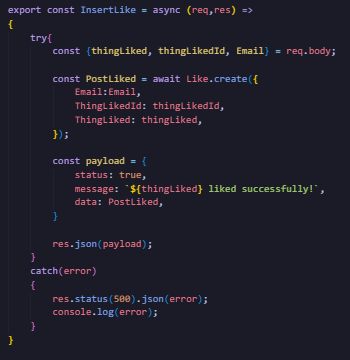 export const InsertLike = async (req,res) =>
{
    try{
        const {thingLiked, thingLikedId, Email} = req.body;

        const PostLiked = await Like.create({
            Email:Email,
            ThingLikedId: thingLikedId,
            ThingLiked: thingLiked,
        });

        const payload = {
            status: true,
            message: `${thingLiked} liked successfully!`,
            data: PostLiked,
        }

        res.json(payload);
    }
    catch(error)
    {
        res.status(500).json(error);
        console.log(error);
    }
}